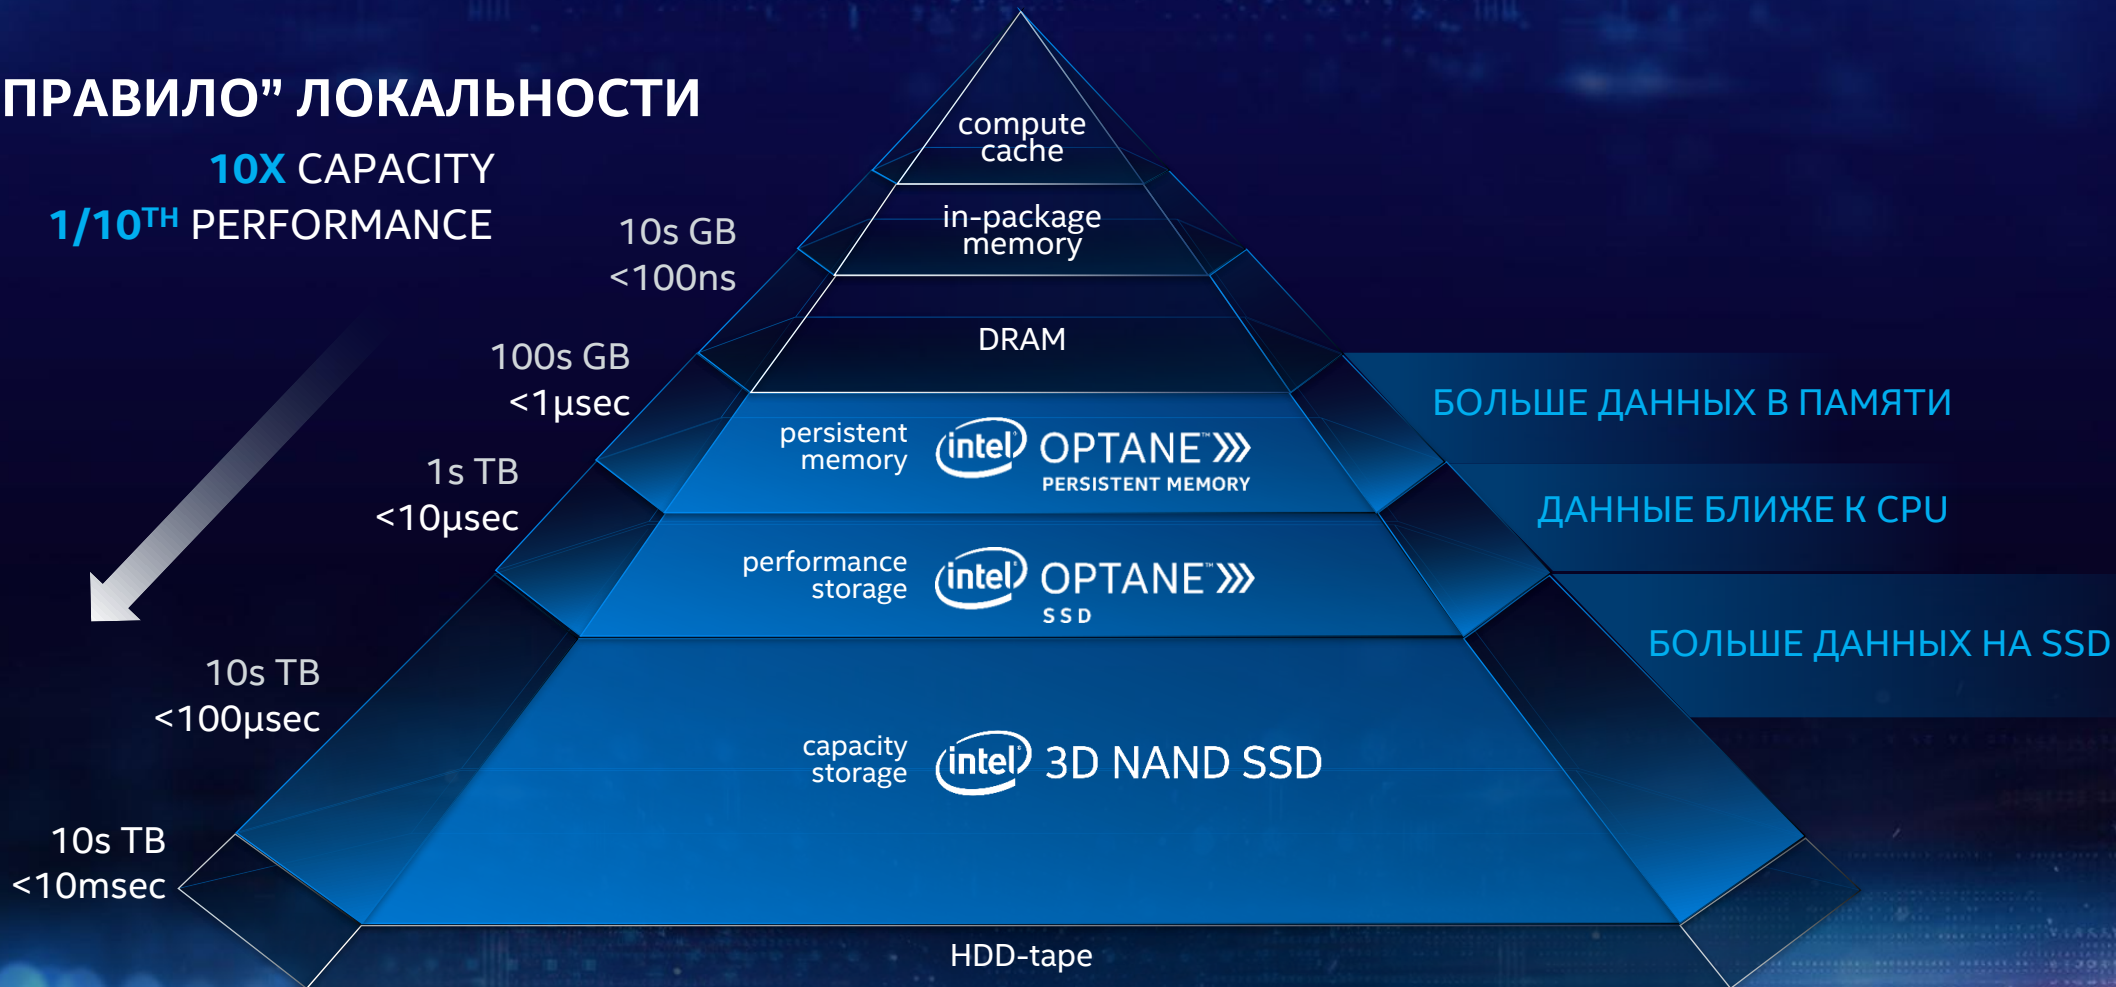 ПРАВИЛО” ЛОКАЛЬНОСТИ
10X CAPACITY
1/10TH PERFORMANCE
compute
cache
in-package
memory
10s GB
<100ns
DRAM
100s GB
<1µsec
persistent
memory
intel OPTANE™
PERSISTENT MEMORY
БОЛЬШЕ ДАННЫХ В ПАМЯТИ
1s TB
<10µsec
performance
storage
intel OPTANE™
SSD
ДАННЫЕ БЛИЖЕ К CPU
10s TB
<100µsec
capacity
storage
intel 3D NAND SSD
БОЛЬШЕ ДАННЫХ НА SSD
10s TB
<10msec
HDD-tape